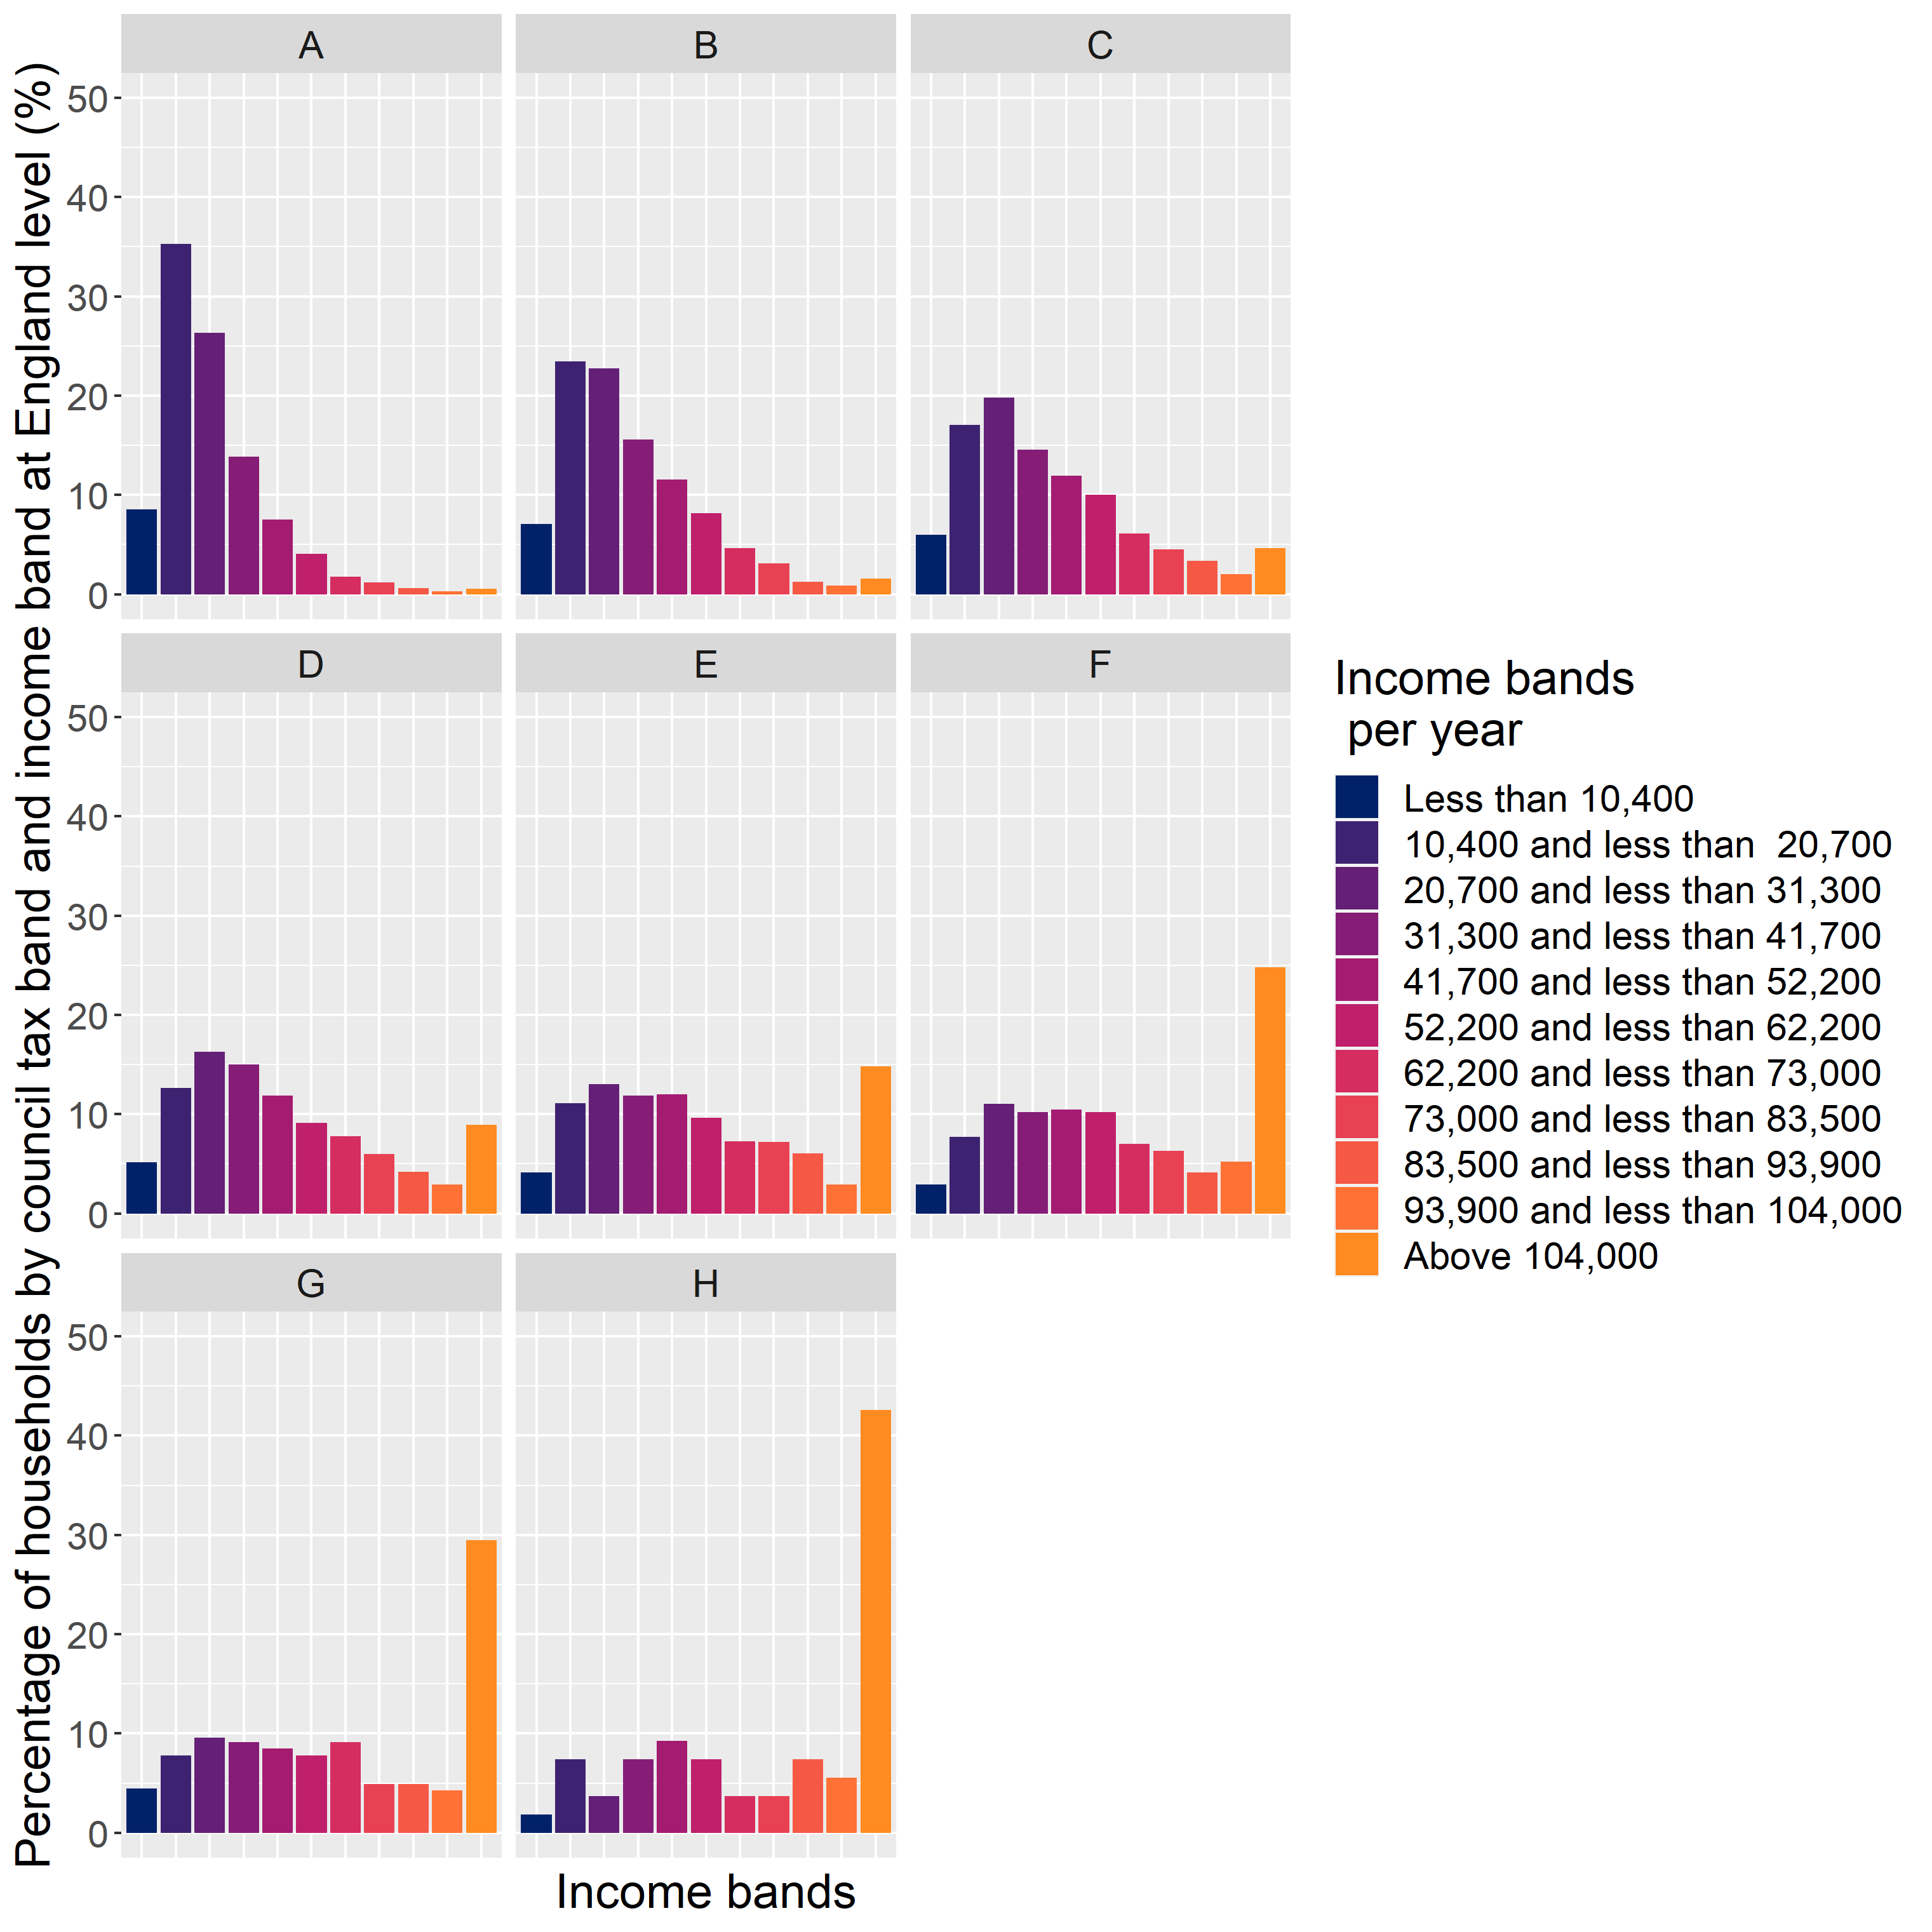 Percentage of households by council tax band and income band at England level (%)
A
B
C
50
40
30
20
10
0
D
E
F
50
40
30
20
10
0
G
H
50
40
30
20
10
0
Income bands
Income bands
per year
Less than 10,400
10,400 and less than  20,700
20,700 and less than 31,300
31,300 and less than 41,700
41,700 and less than 52,200
52,200 and less than 62,200
62,200 and less than 73,000
73,000 and less than 83,500
83,500 and less than 93,900
93,900 and less than 104,000
Above 104,000